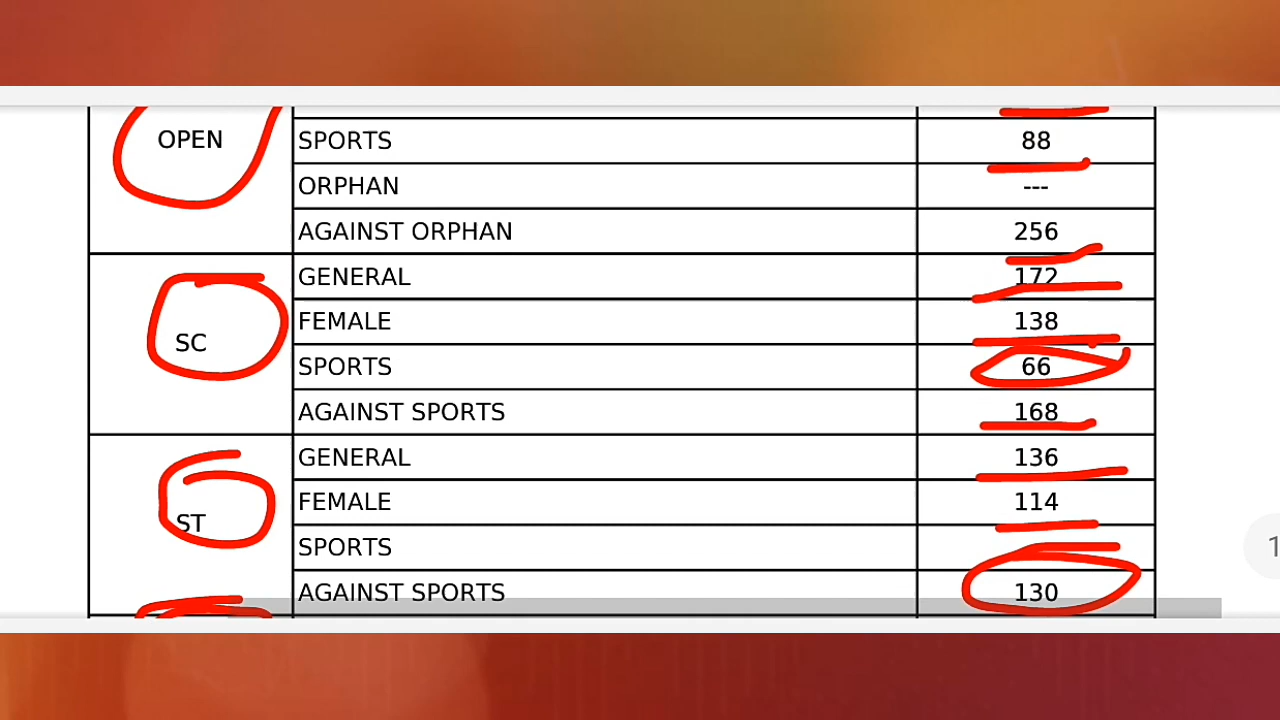 OPEN
SPORTS 88
ORPHAN ---
AGAINST ORPHAN 256
SC
GENERAL 172
FEMALE 138
SPORTS 66
AGAINST SPORTS 168
ST
GENERAL 136
FEMALE 114
SPORTS
AGAINST SPORTS 130
1